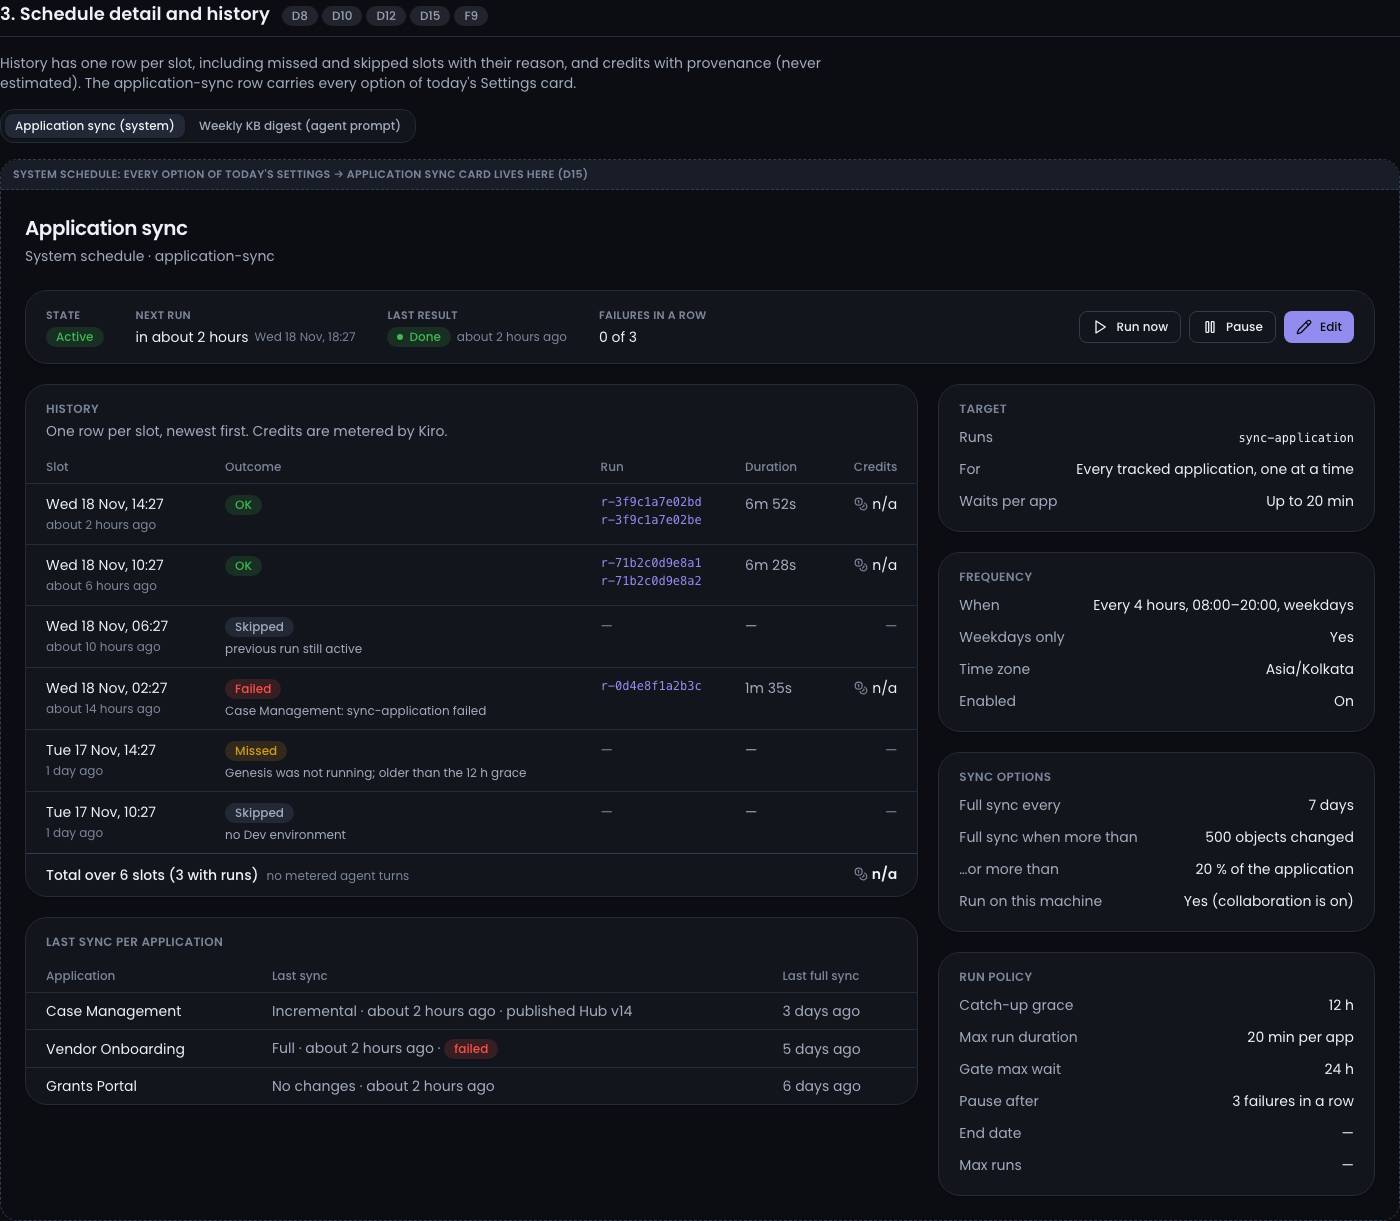 3. Schedule detail and history D8 D10 D12 D15 F9
History has one row per slot, including missed and skipped slots with their reason, and credits with provenance (never
estimated). The application-sync row carries every option of today's Settings card.
Application sync (system) Weekly KB digest (agent prompt)
SYSTEM SCHEDULE: EVERY OPTION OF TODAY'S SETTINGS → APPLICATION SYNC CARD LIVES HERE (D15)
Application sync
System schedule · application-sync
STATE NEXT RUN LAST RESULT FAILURES IN A ROW
Active in about 2 hours Wed 18 Nov, 18:27 Done about 2 hours ago 0 of 3
Run now Pause Edit
HISTORY
One row per slot, newest first. Credits are metered by Kiro.
Slot Outcome Run Duration Credits
Wed 18 Nov, 14:27 OK r-3f9c1a7e02bd 6m 52s n/a
about 2 hours ago r-3f9c1a7e02be
Wed 18 Nov, 10:27 OK r-71b2c0d9e8a1 6m 28s n/a
about 6 hours ago r-71b2c0d9e8a2
Wed 18 Nov, 06:27 Skipped — — —
about 10 hours ago previous run still active
Wed 18 Nov, 02:27 Failed r-0d4e8f1a2b3c 1m 35s n/a
about 14 hours ago Case Management: sync-application failed
Tue 17 Nov, 14:27 Missed — — —
1 day ago Genesis was not running; older than the 12 h grace
Tue 17 Nov, 10:27 Skipped — — —
1 day ago no Dev environment
Total over 6 slots (3 with runs) no metered agent turns n/a
LAST SYNC PER APPLICATION
Application Last sync Last full sync
Case Management Incremental · about 2 hours ago · published Hub v14 3 days ago
Vendor Onboarding Full · about 2 hours ago · failed 5 days ago
Grants Portal No changes · about 2 hours ago 6 days ago
TARGET
Runs sync-application
For Every tracked application, one at a time
Waits per app Up to 20 min
FREQUENCY
When Every 4 hours, 08:00–20:00, weekdays
Weekdays only Yes
Time zone Asia/Kolkata
Enabled On
SYNC OPTIONS
Full sync every 7 days
Full sync when more than 500 objects changed
…or more than 20 % of the application
Run on this machine Yes (collaboration is on)
RUN POLICY
Catch-up grace 12 h
Max run duration 20 min per app
Gate max wait 24 h
Pause after 3 failures in a row
End date —
Max runs —